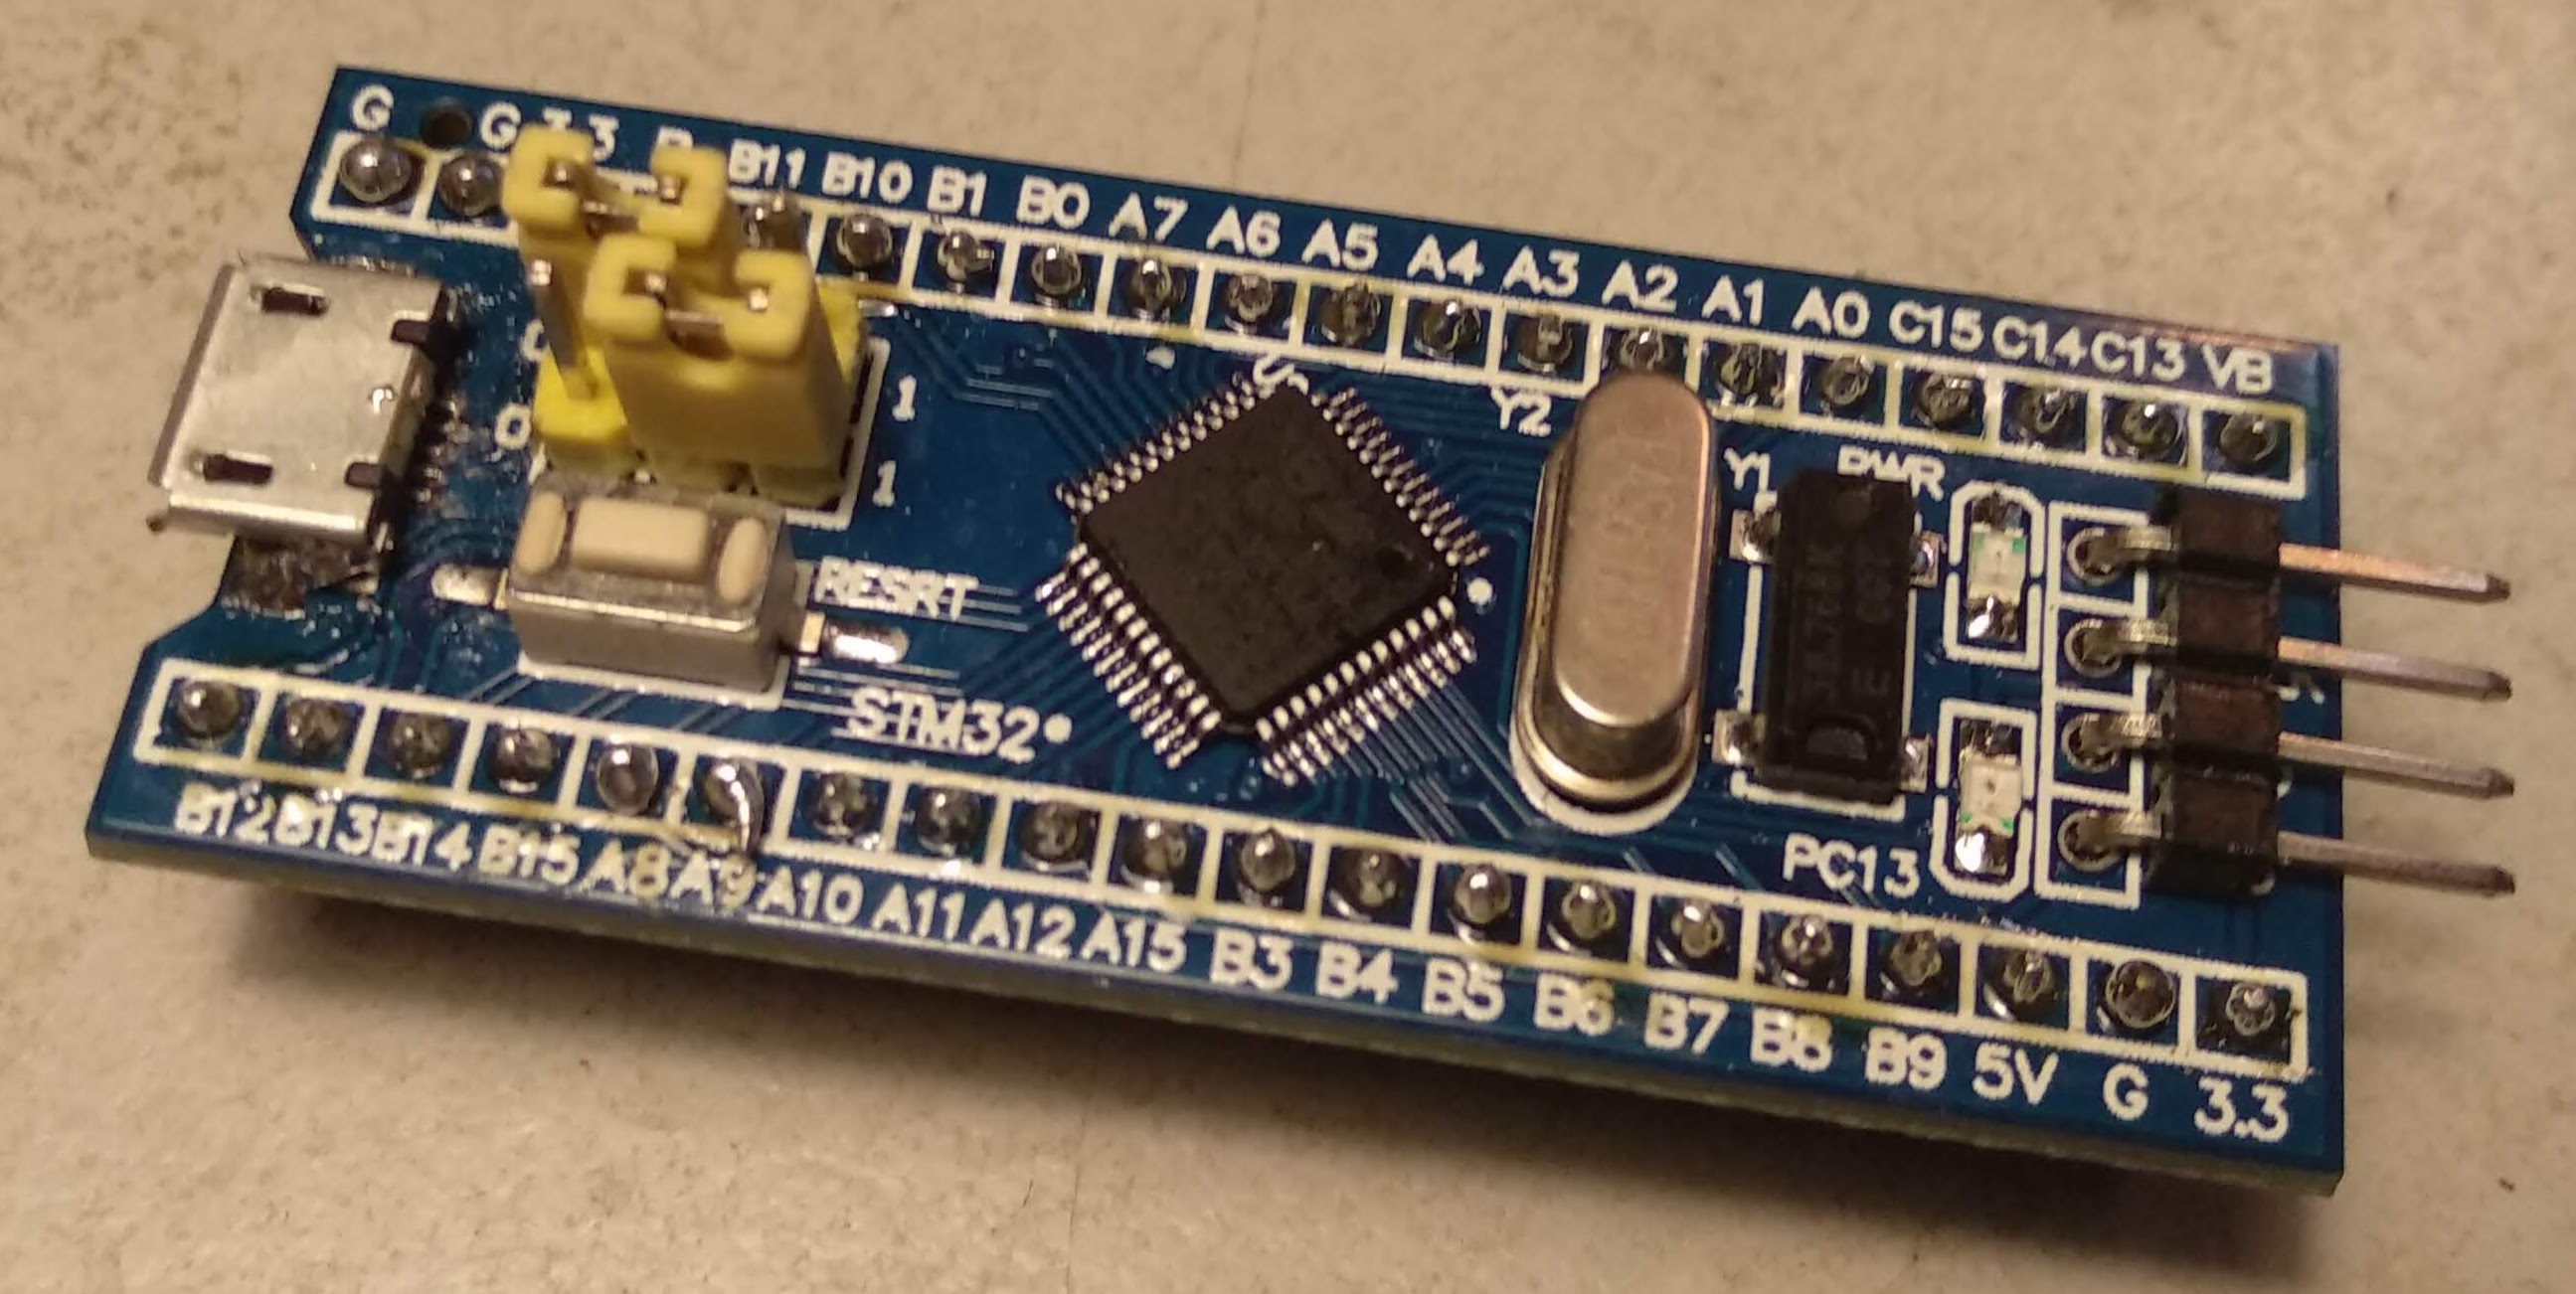 G G 3.3 B11 B10 B1 B0 A7 A6 A5 A4 A3 A2 A1 A0 C15 C14 C13 VB
0 1
0 1
Y2
Y1
PWR
RESRT
STM32
PC13
B12 B13 B14 B15 A8 A9 A10 A11 A12 A15 B3 B4 B5 B6 B7 B8 B9 5V G 3.3